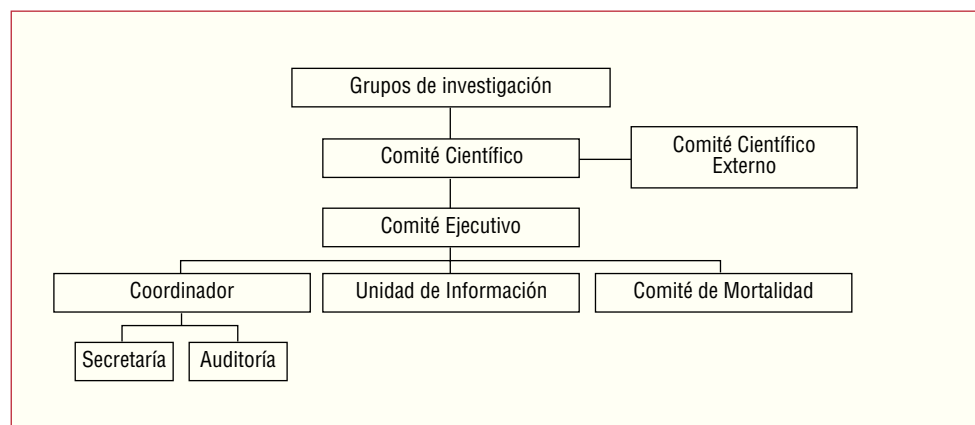 Grupos de investigación
Comité Científico
Comité Científico
Externo
Comité Ejecutivo
Coordinador
Unidad de Información
Comité de Mortalidad
Secretaría
Auditoría